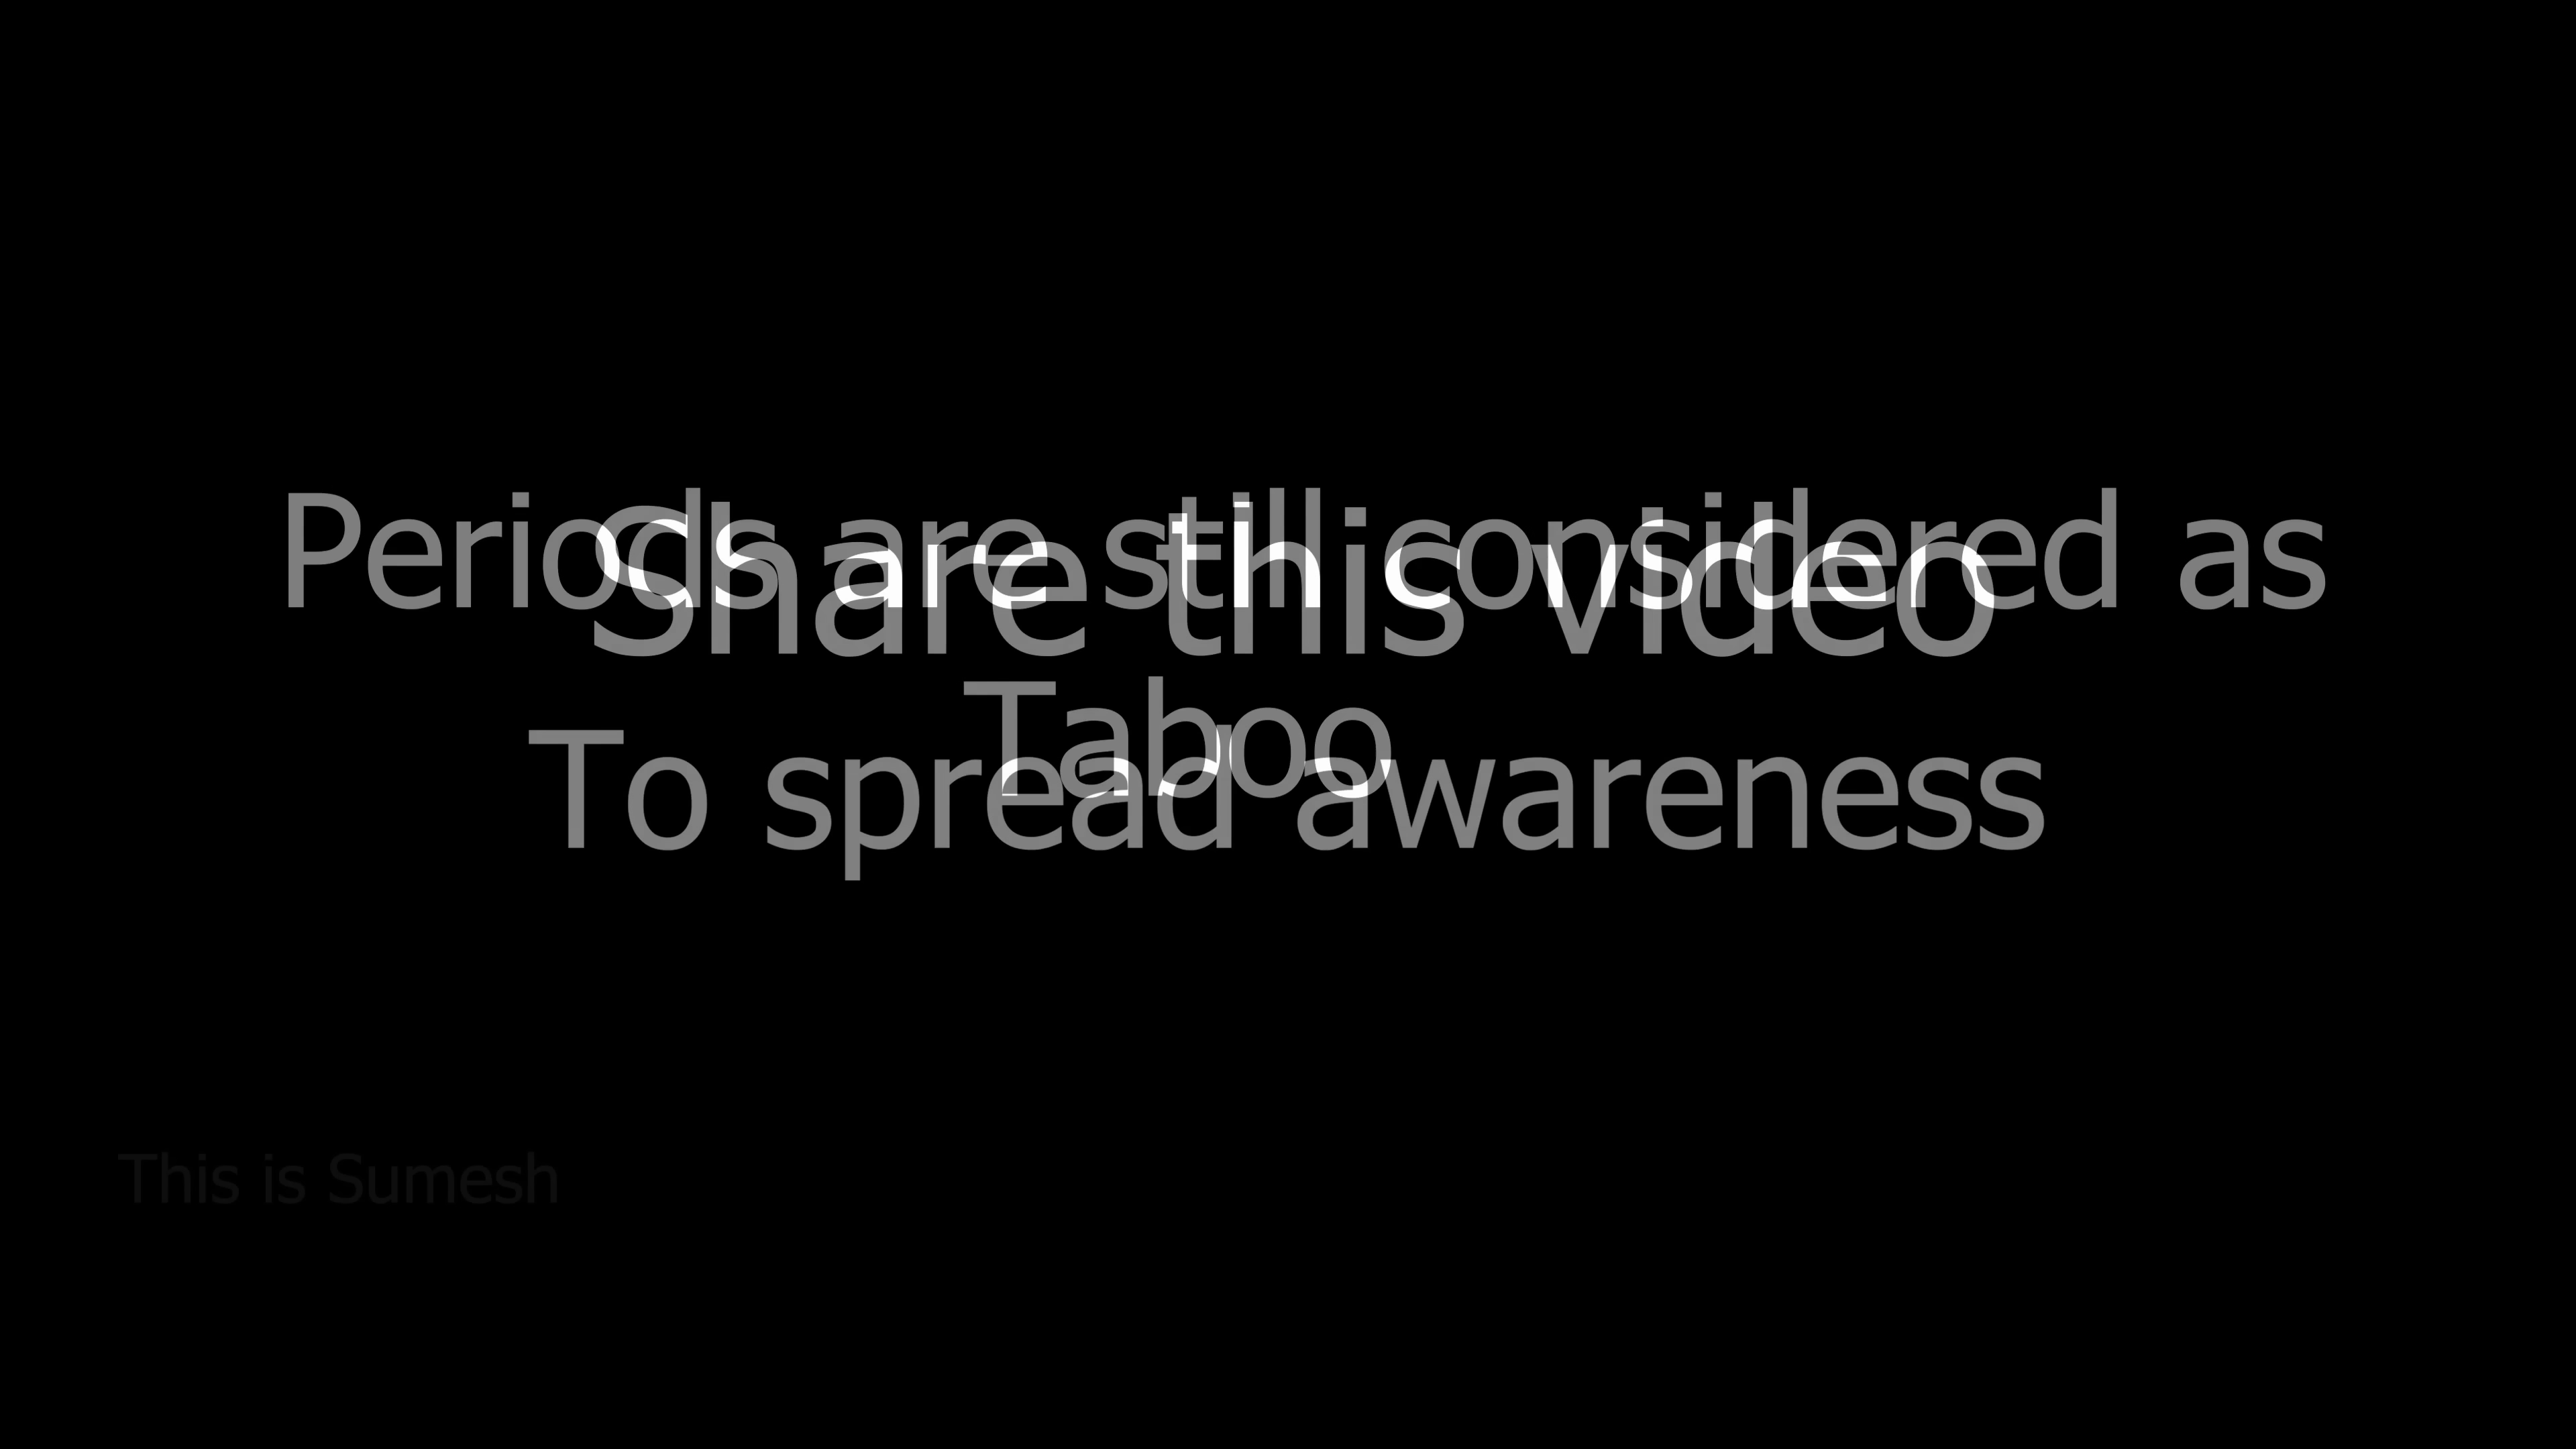 Periods are still considered as
Taboo
Share this video
To spread awareness
This is Sumesh